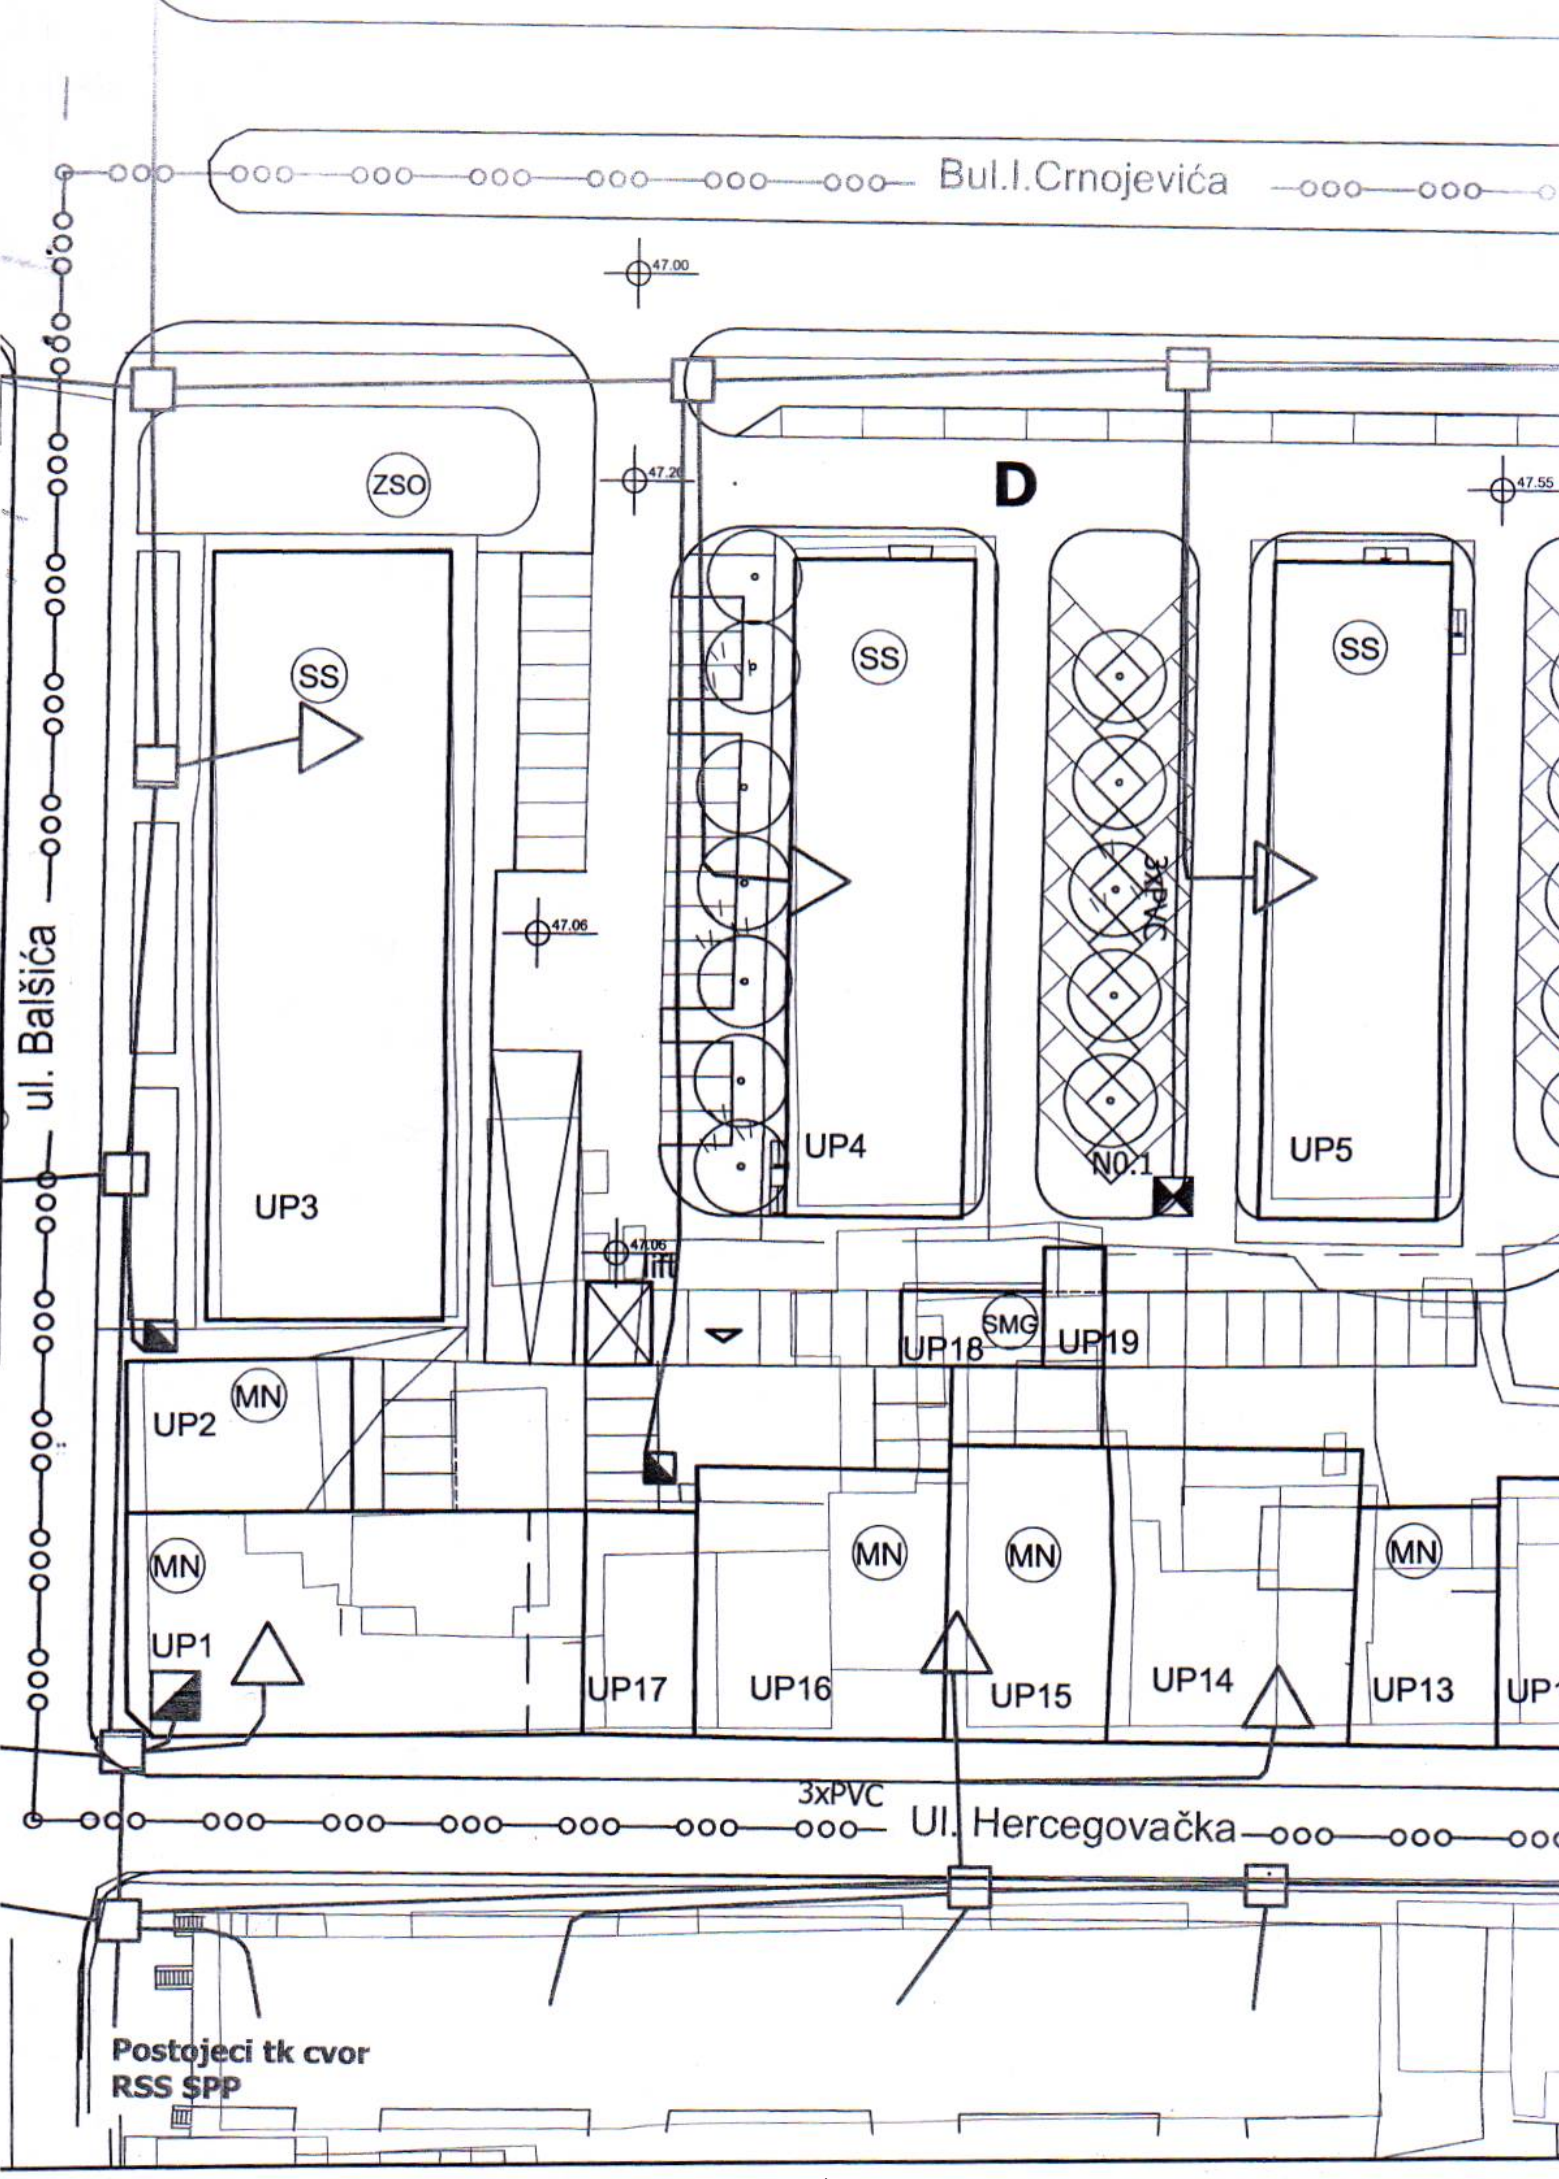 Bul.I.Crnojevića
47.00
47.20
ZSO
D
47.55
SS
SS
SS
3xPVC
47.06
ul. Balšića
UP4
UP5
N0.1
UP3
47.06
lift
SMG
UP18
UP19
MN
UP2
MN
MN
MN
MN
UP1
UP17
UP16
UP15
UP14
UP13
3xPVC
Ul. Hercegovačka
Postojeci tk cvor
RSS SPP